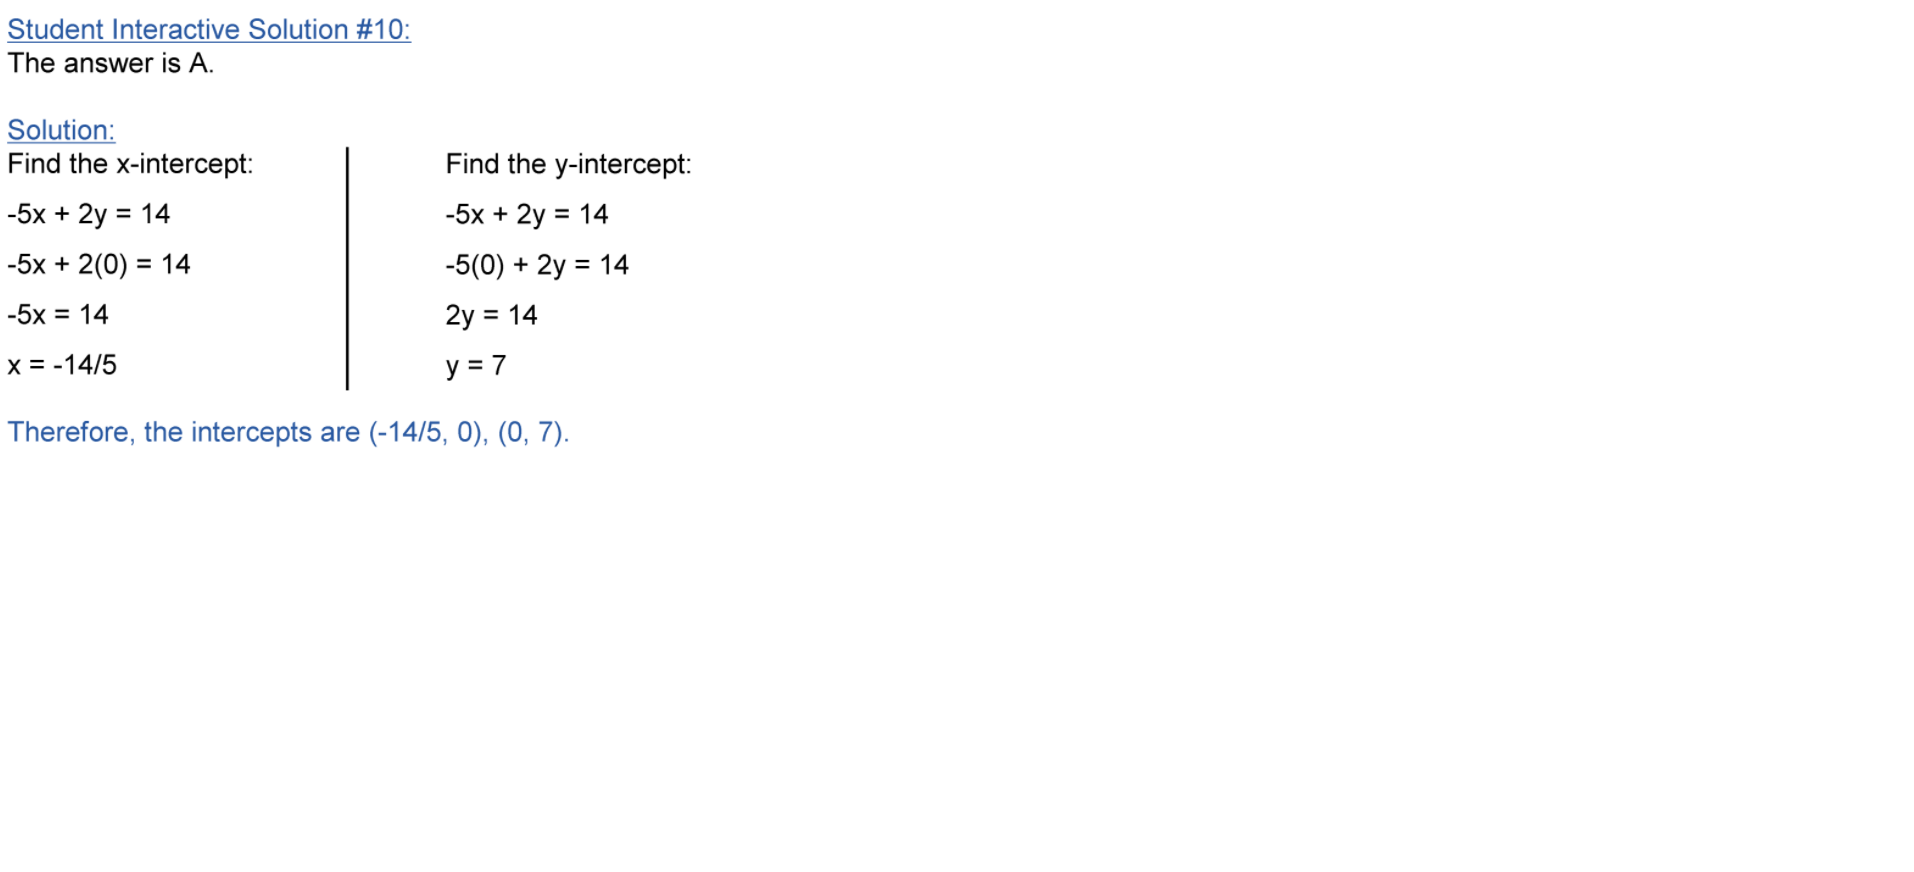 Student Interactive Solution #10:
The answer is A.
Solution:
Find the x-intercept:
-5x + 2y = 14
-5x + 2(0) = 14
-5x = 14
x = -14/5
Find the y-intercept:
-5x + 2y = 14
-5(0) + 2y = 14
2y = 14
y = 7
Therefore, the intercepts are (-14/5, 0), (0, 7).